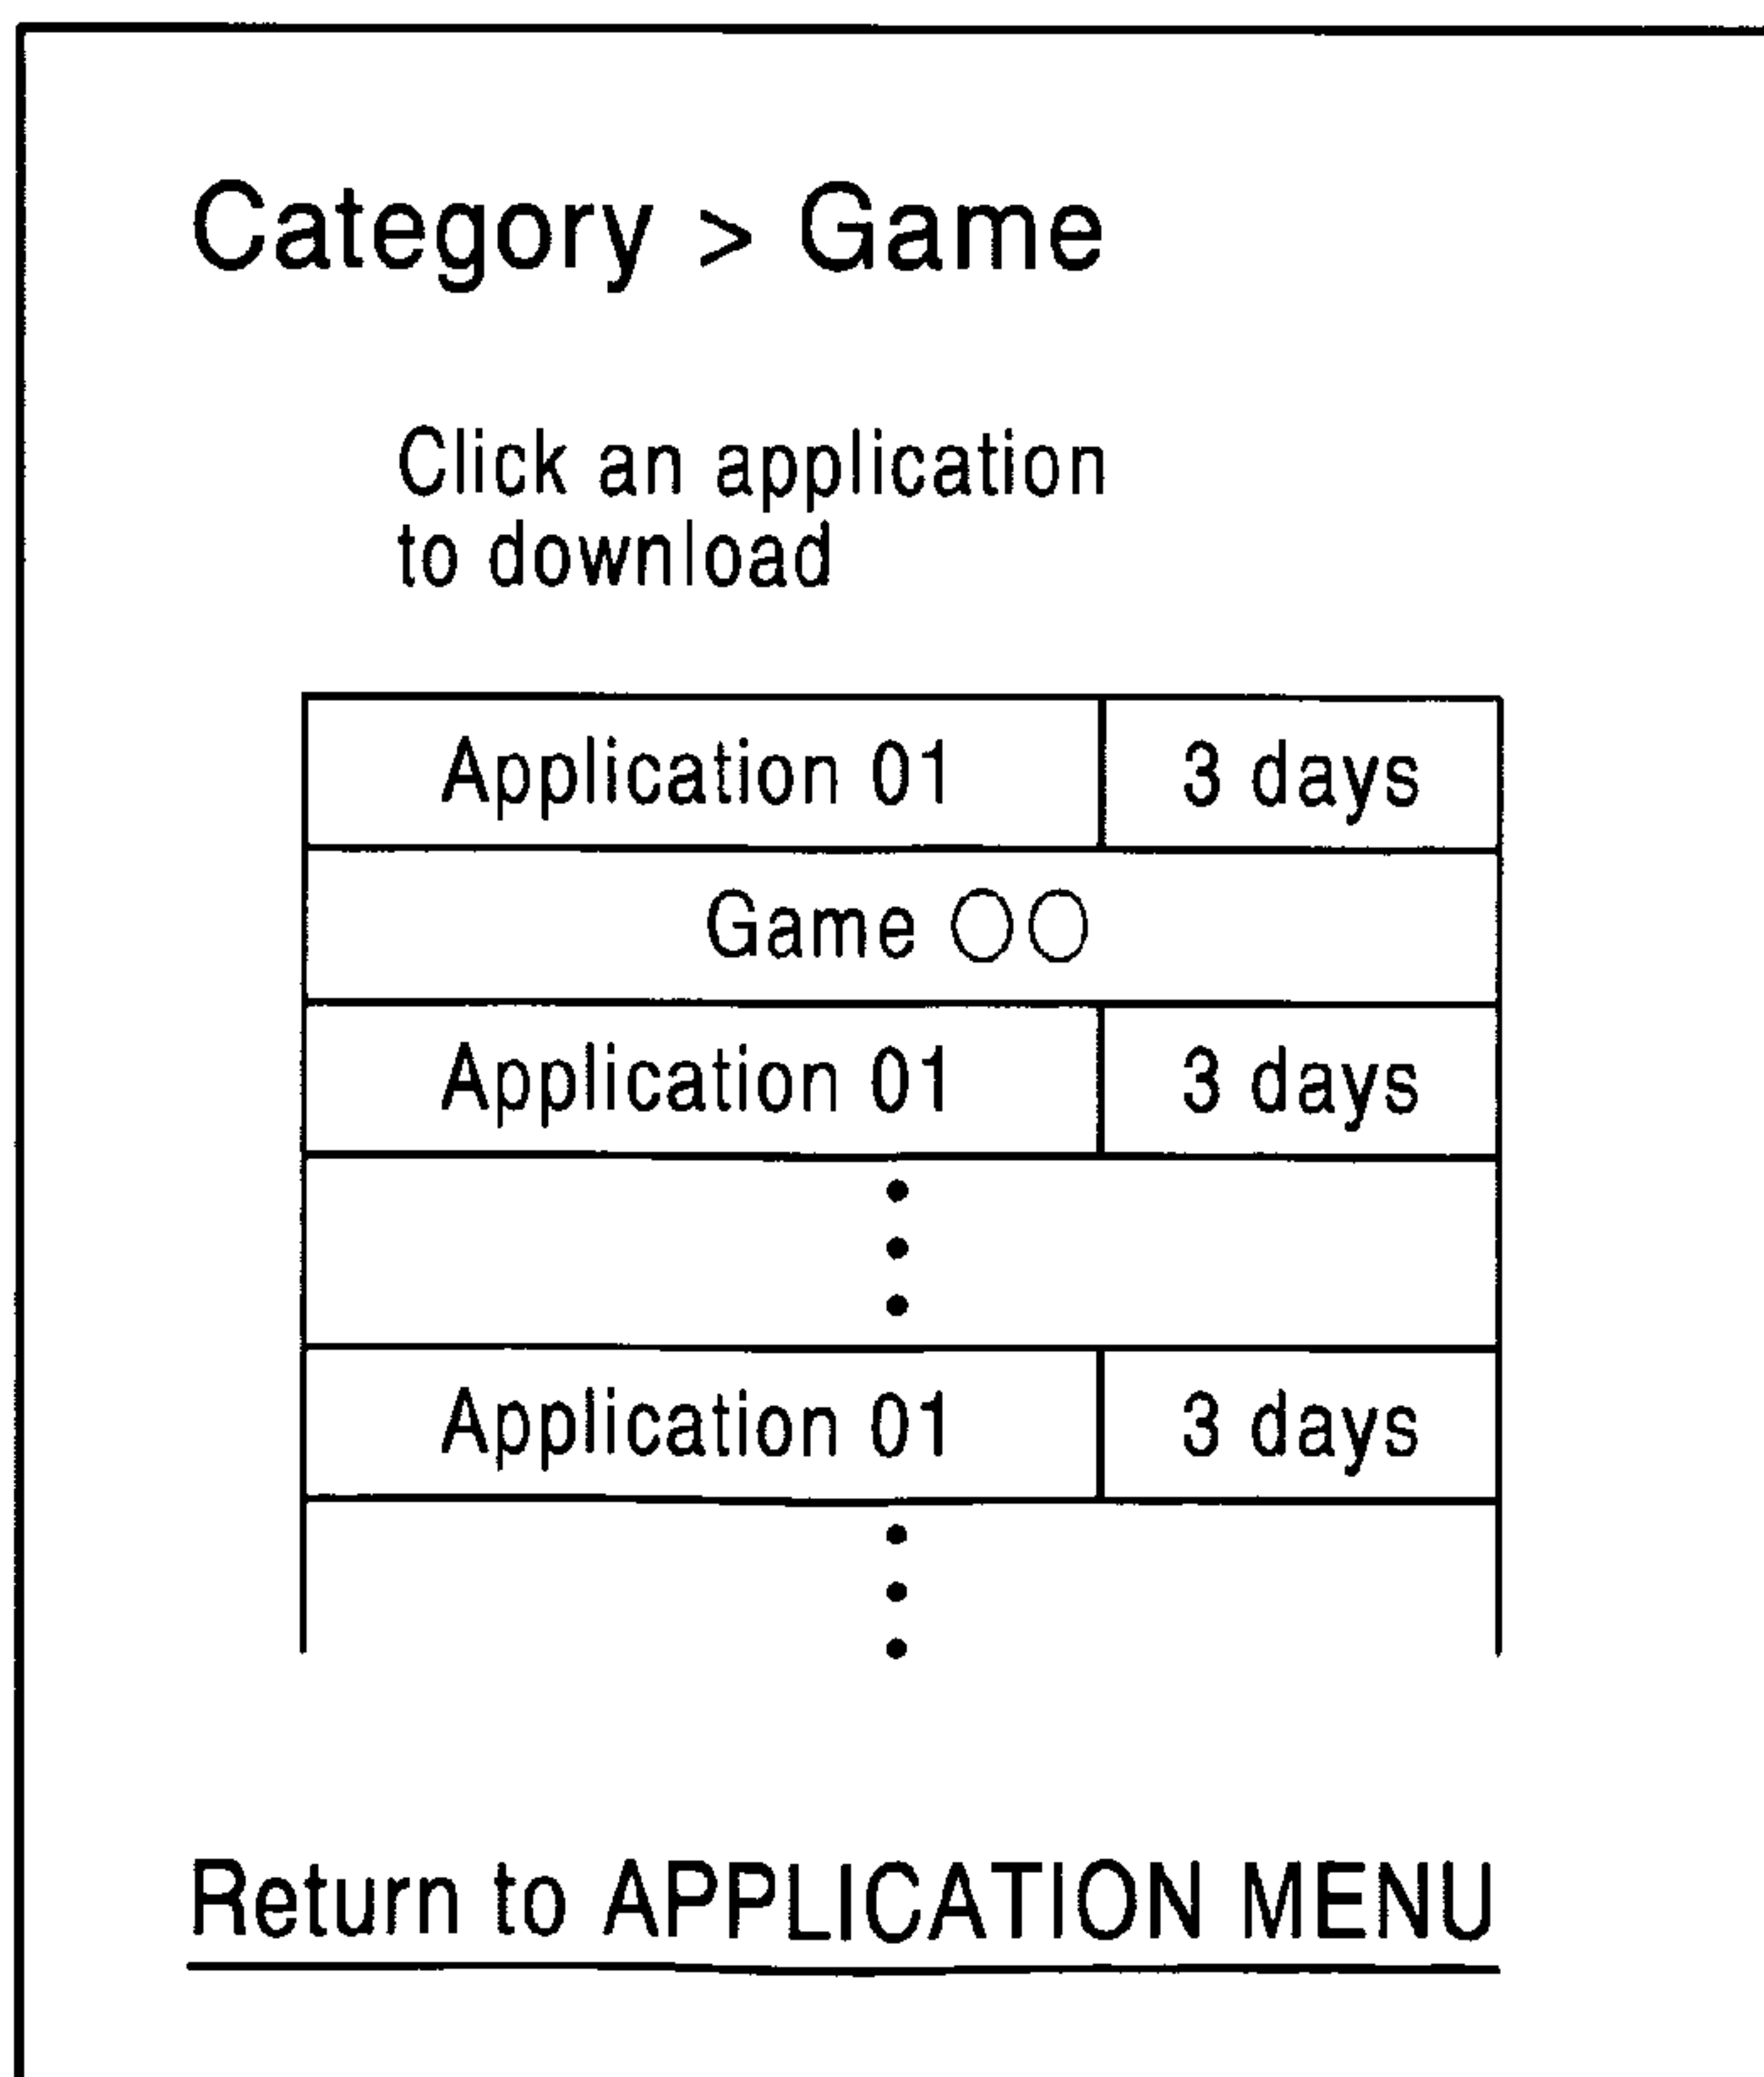 Category > Game
Click an application
to download
Application 01 3 days
Game ○○
Application 01 3 days
Application 01 3 days
Return to APPLICATION MENU